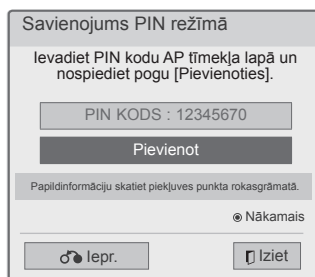 Savienojums PIN režīmā
Ievadiet PIN kodu AP tīmekļa lapā un
nospiediet pogu [Pievienoties].
PIN KODS : 12345670
Pievienot
Papildinformāciju skatiet piekļuves punkta rokasgrāmatā.
Nākamais
Iepr.
Iziet